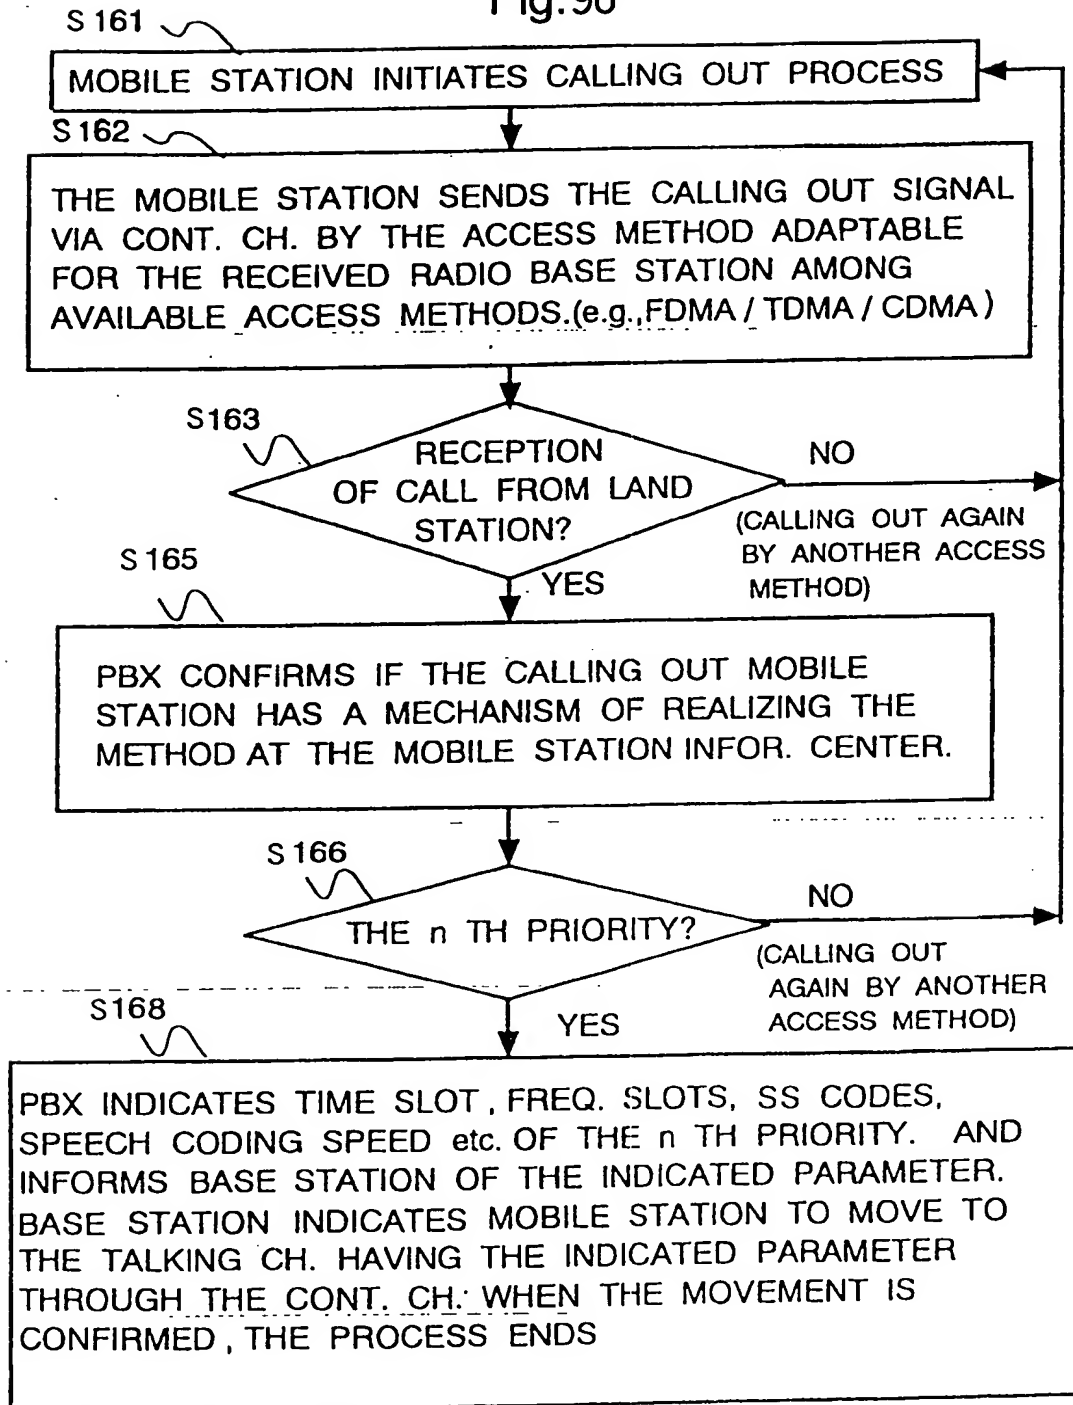 S 161
MOBILE STATION INITIATES CALLING OUT PROCESS
S 162
THE MOBILE STATION SENDS THE CALLING OUT SIGNAL
VIA CONT. CH. BY THE ACCESS METHOD ADAPTABLE
FOR THE RECEIVED RADIO BASE STATION AMONG
AVAILABLE ACCESS METHODS.(e.g.,FDMA / TDMA / CDMA )
S163
RECEPTION
OF CALL FROM LAND
STATION?
NO
(CALLING OUT AGAIN
BY ANOTHER ACCESS
METHOD)
S 165
YES
PBX CONFIRMS IF THE CALLING OUT MOBILE
STATION HAS A MECHANISM OF REALIZING THE
METHOD AT THE MOBILE STATION INFOR. CENTER.
S 166
THE n TH PRIORITY?
NO
(CALLING OUT
AGAIN BY ANOTHER
ACCESS METHOD)
S168
YES
PBX INDICATES TIME SLOT , FREQ. SLOTS, SS CODES,
SPEECH CODING SPEED etc. OF THE n TH PRIORITY. AND
INFORMS BASE STATION OF THE INDICATED PARAMETER.
BASE STATION INDICATES MOBILE STATION TO MOVE TO
THE TALKING CH. HAVING THE INDICATED PARAMETER
THROUGH THE CONT. CH. WHEN THE MOVEMENT IS
CONFIRMED , THE PROCESS ENDS